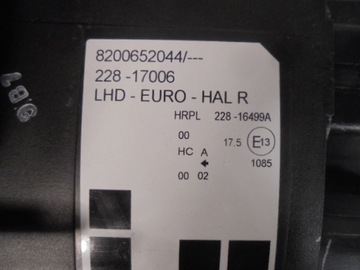 8200652044/---
228 -17006
LHD - EURO - HAL R
HRPL 228 -16499A
00 17.5 E13
HC A
1085
00 02